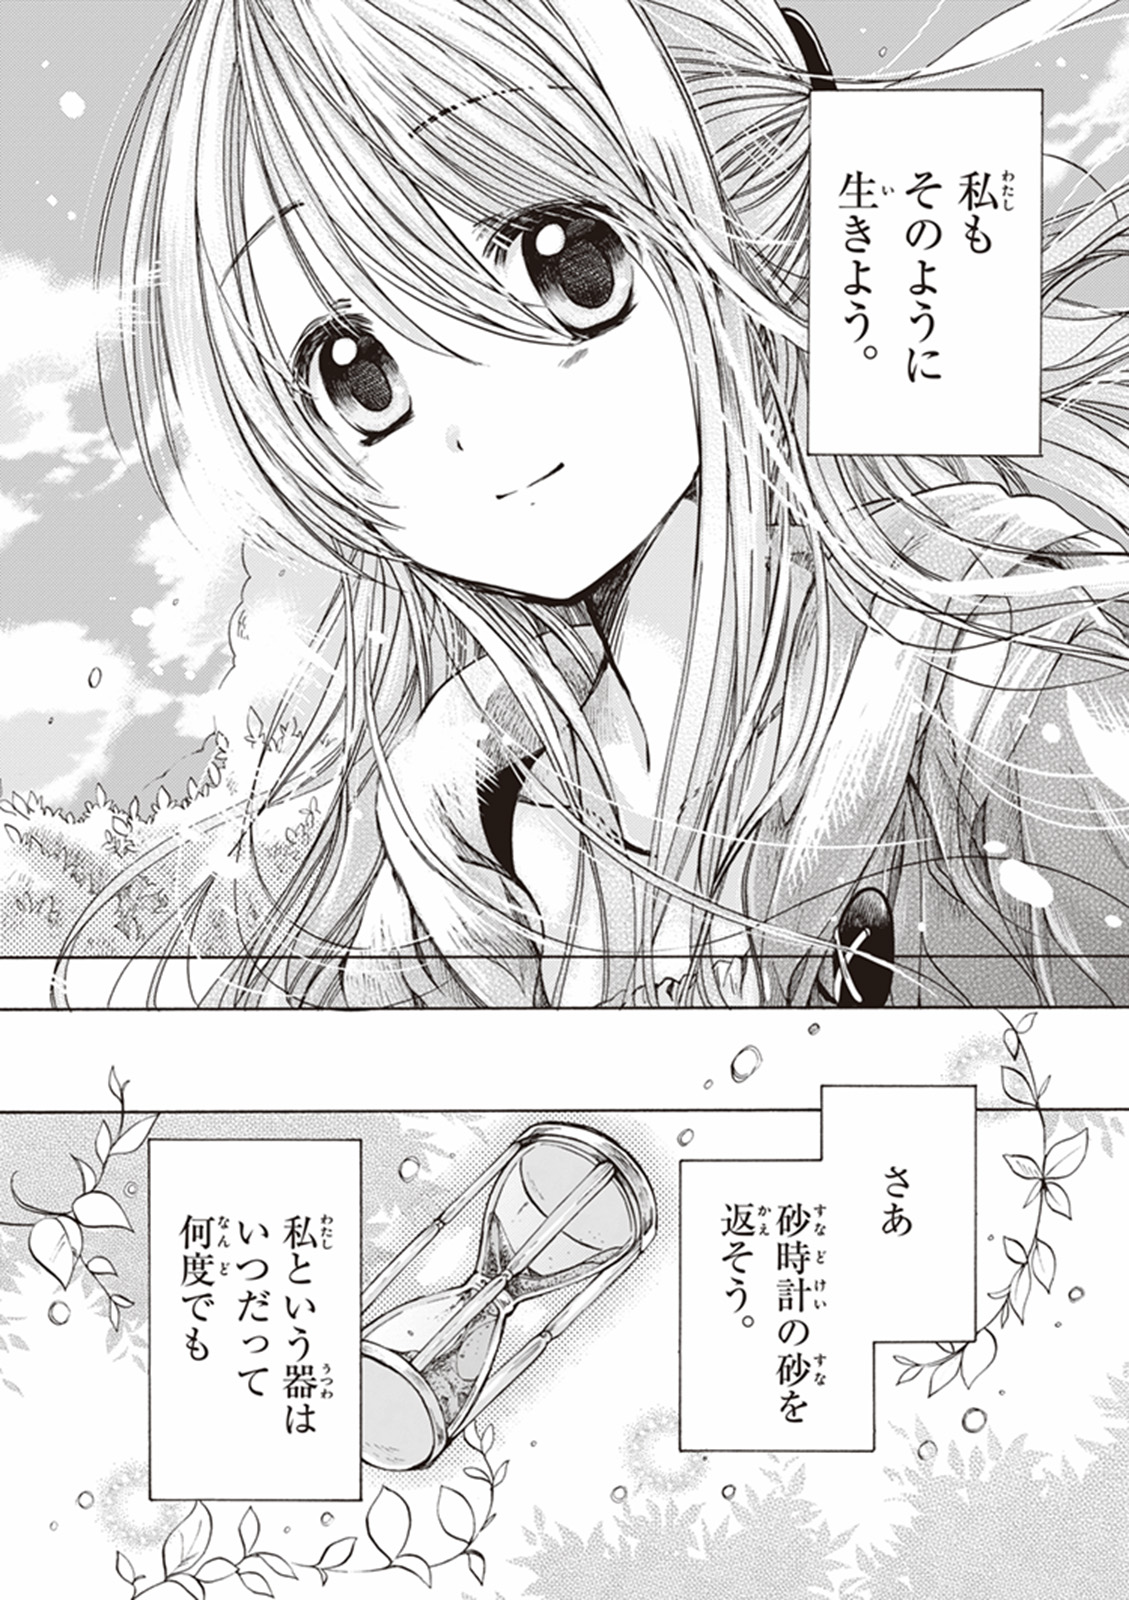 私も
そのように
生きよう。
さあ
砂時計の砂を
返そう。
私という器は
いつだって
何度でも